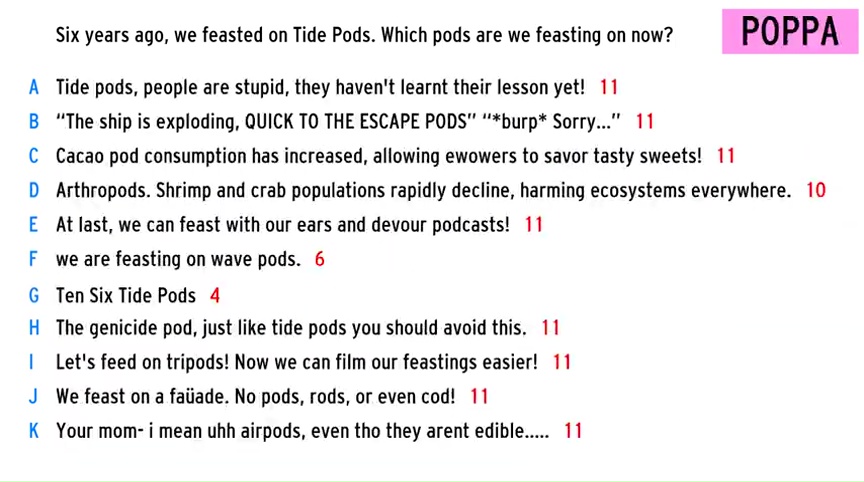 Six years ago, we feasted on Tide Pods. Which pods are we feasting on now?
POPPA
A Tide pods, people are stupid, they haven't learnt their lesson yet! 11
B “The ship is exploding, QUICK TO THE ESCAPE PODS” “*burp* Sorry...” 11
C Cacao pod consumption has increased, allowing ewowers to savor tasty sweets! 11
D Arthropods. Shrimp and crab populations rapidly decline, harming ecosystems everywhere. 10
E At last, we can feast with our ears and devour podcasts! 11
F we are feasting on wave pods. 6
G Ten Six Tide Pods 4
H The genicide pod, just like tide pods you should avoid this. 11
I Let's feed on tripods! Now we can film our feastings easier! 11
J We feast on a faüade. No pods, rods, or even cod! 11
K Your mom- i mean uhh airpods, even tho they arent edible..... 11